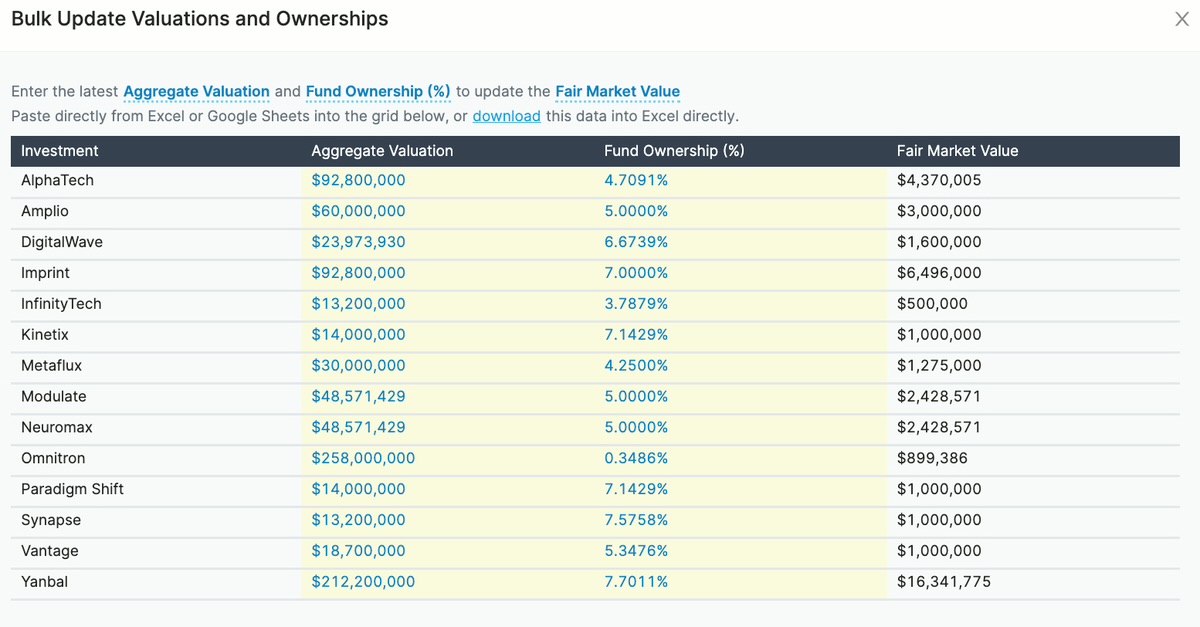 Bulk Update Valuations and Ownerships
Enter the latest Aggregate Valuation and Fund Ownership (%) to update the Fair Market Value
Paste directly from Excel or Google Sheets into the grid below, or download this data into Excel directly.
Investment Aggregate Valuation Fund Ownership (%) Fair Market Value
AlphaTech $92,800,000 4.7091% $4,370,005
Amplio $60,000,000 5.0000% $3,000,000
DigitalWave $23,973,930 6.6739% $1,600,000
Imprint $92,800,000 7.0000% $6,496,000
InfinityTech $13,200,000 3.7879% $500,000
Kinetix $14,000,000 7.1429% $1,000,000
Metaflux $30,000,000 4.2500% $1,275,000
Modulate $48,571,429 5.0000% $2,428,571
Neuromax $48,571,429 5.0000% $2,428,571
Omnitron $258,000,000 0.3486% $899,386
Paradigm Shift $14,000,000 7.1429% $1,000,000
Synapse $13,200,000 7.5758% $1,000,000
Vantage $18,700,000 5.3476% $1,000,000
Yanbal $212,200,000 7.7011% $16,341,775